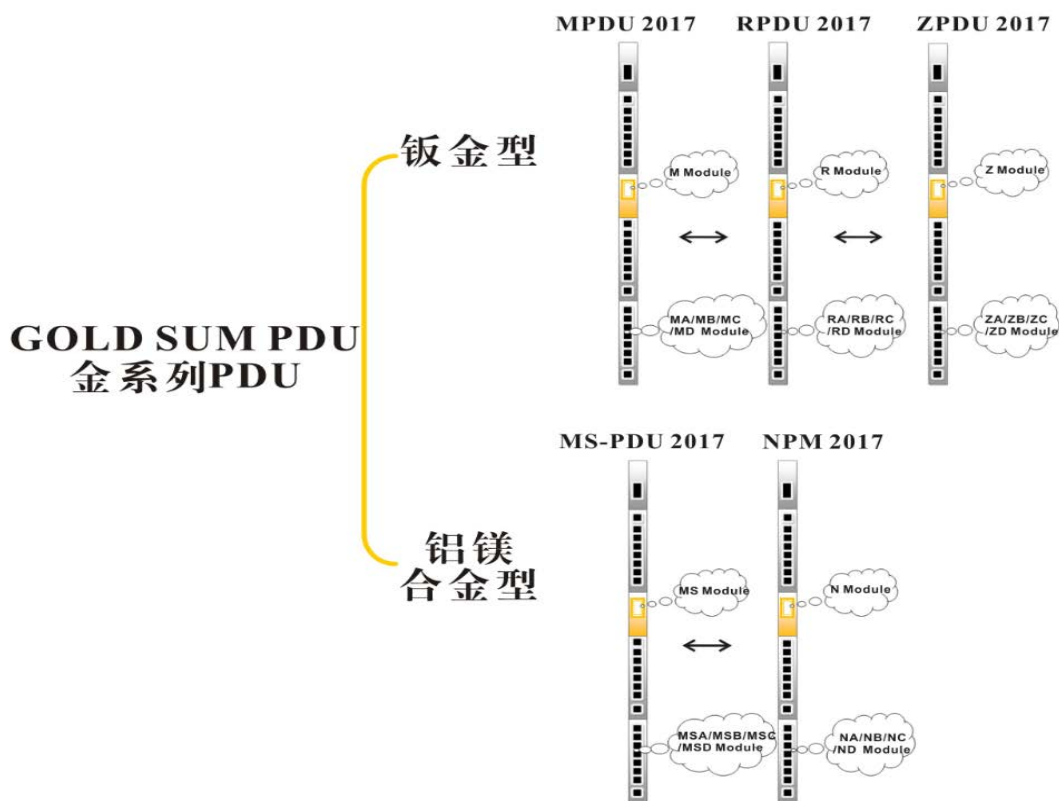 MPDU 2017 RPDU 2017 ZPDU 2017
钣金型
M Module R Module Z Module
MA/MB/MC RA/RB/RC ZA/ZB/ZC
/MD Module /RD Module /ZD Module
GOLD SUM PDU
金系列PDU
MS-PDU 2017 NPM 2017
铝镁
合金型
MS Module N Module
MSA/MSB/MSC NA/NB/NC
/MSD Module /ND Module